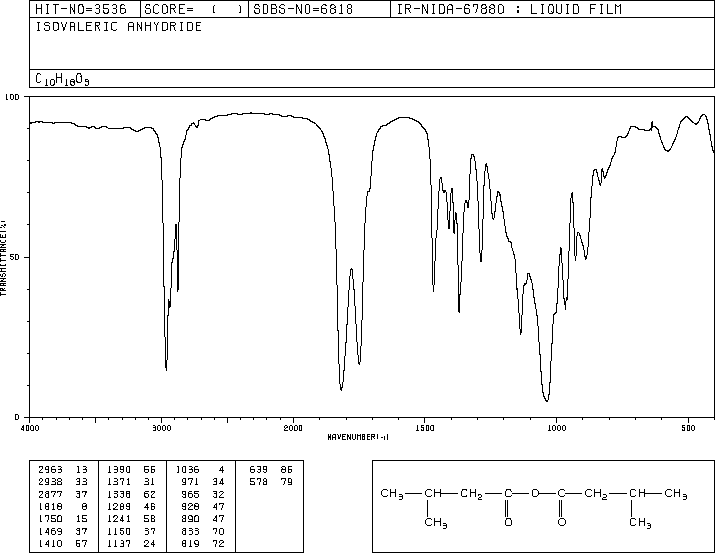 HIT-NO=3536 SCORE= ( ) SDBS-NO=6818 IR-NIDA-67880 : LIQUID FILM
ISOVALERIC ANHYDRIDE
C10H18O3
100
50
0
TRANSMITTANCE(%)
4000 3000 2000 1500 1000 500
WAVENUMBER(-1)
2963 13 1390 66 1036 4 639 86
2938 33 1371 31 971 34 578 79
2877 37 1338 62 965 32
1818 8 1289 46 928 47
1750 15 1241 58 890 47
1469 37 1150 37 833 70
1410 57 1137 24 819 72
CH3 CH CH2 C O C CH2 CH CH3
CH3 O O CH3